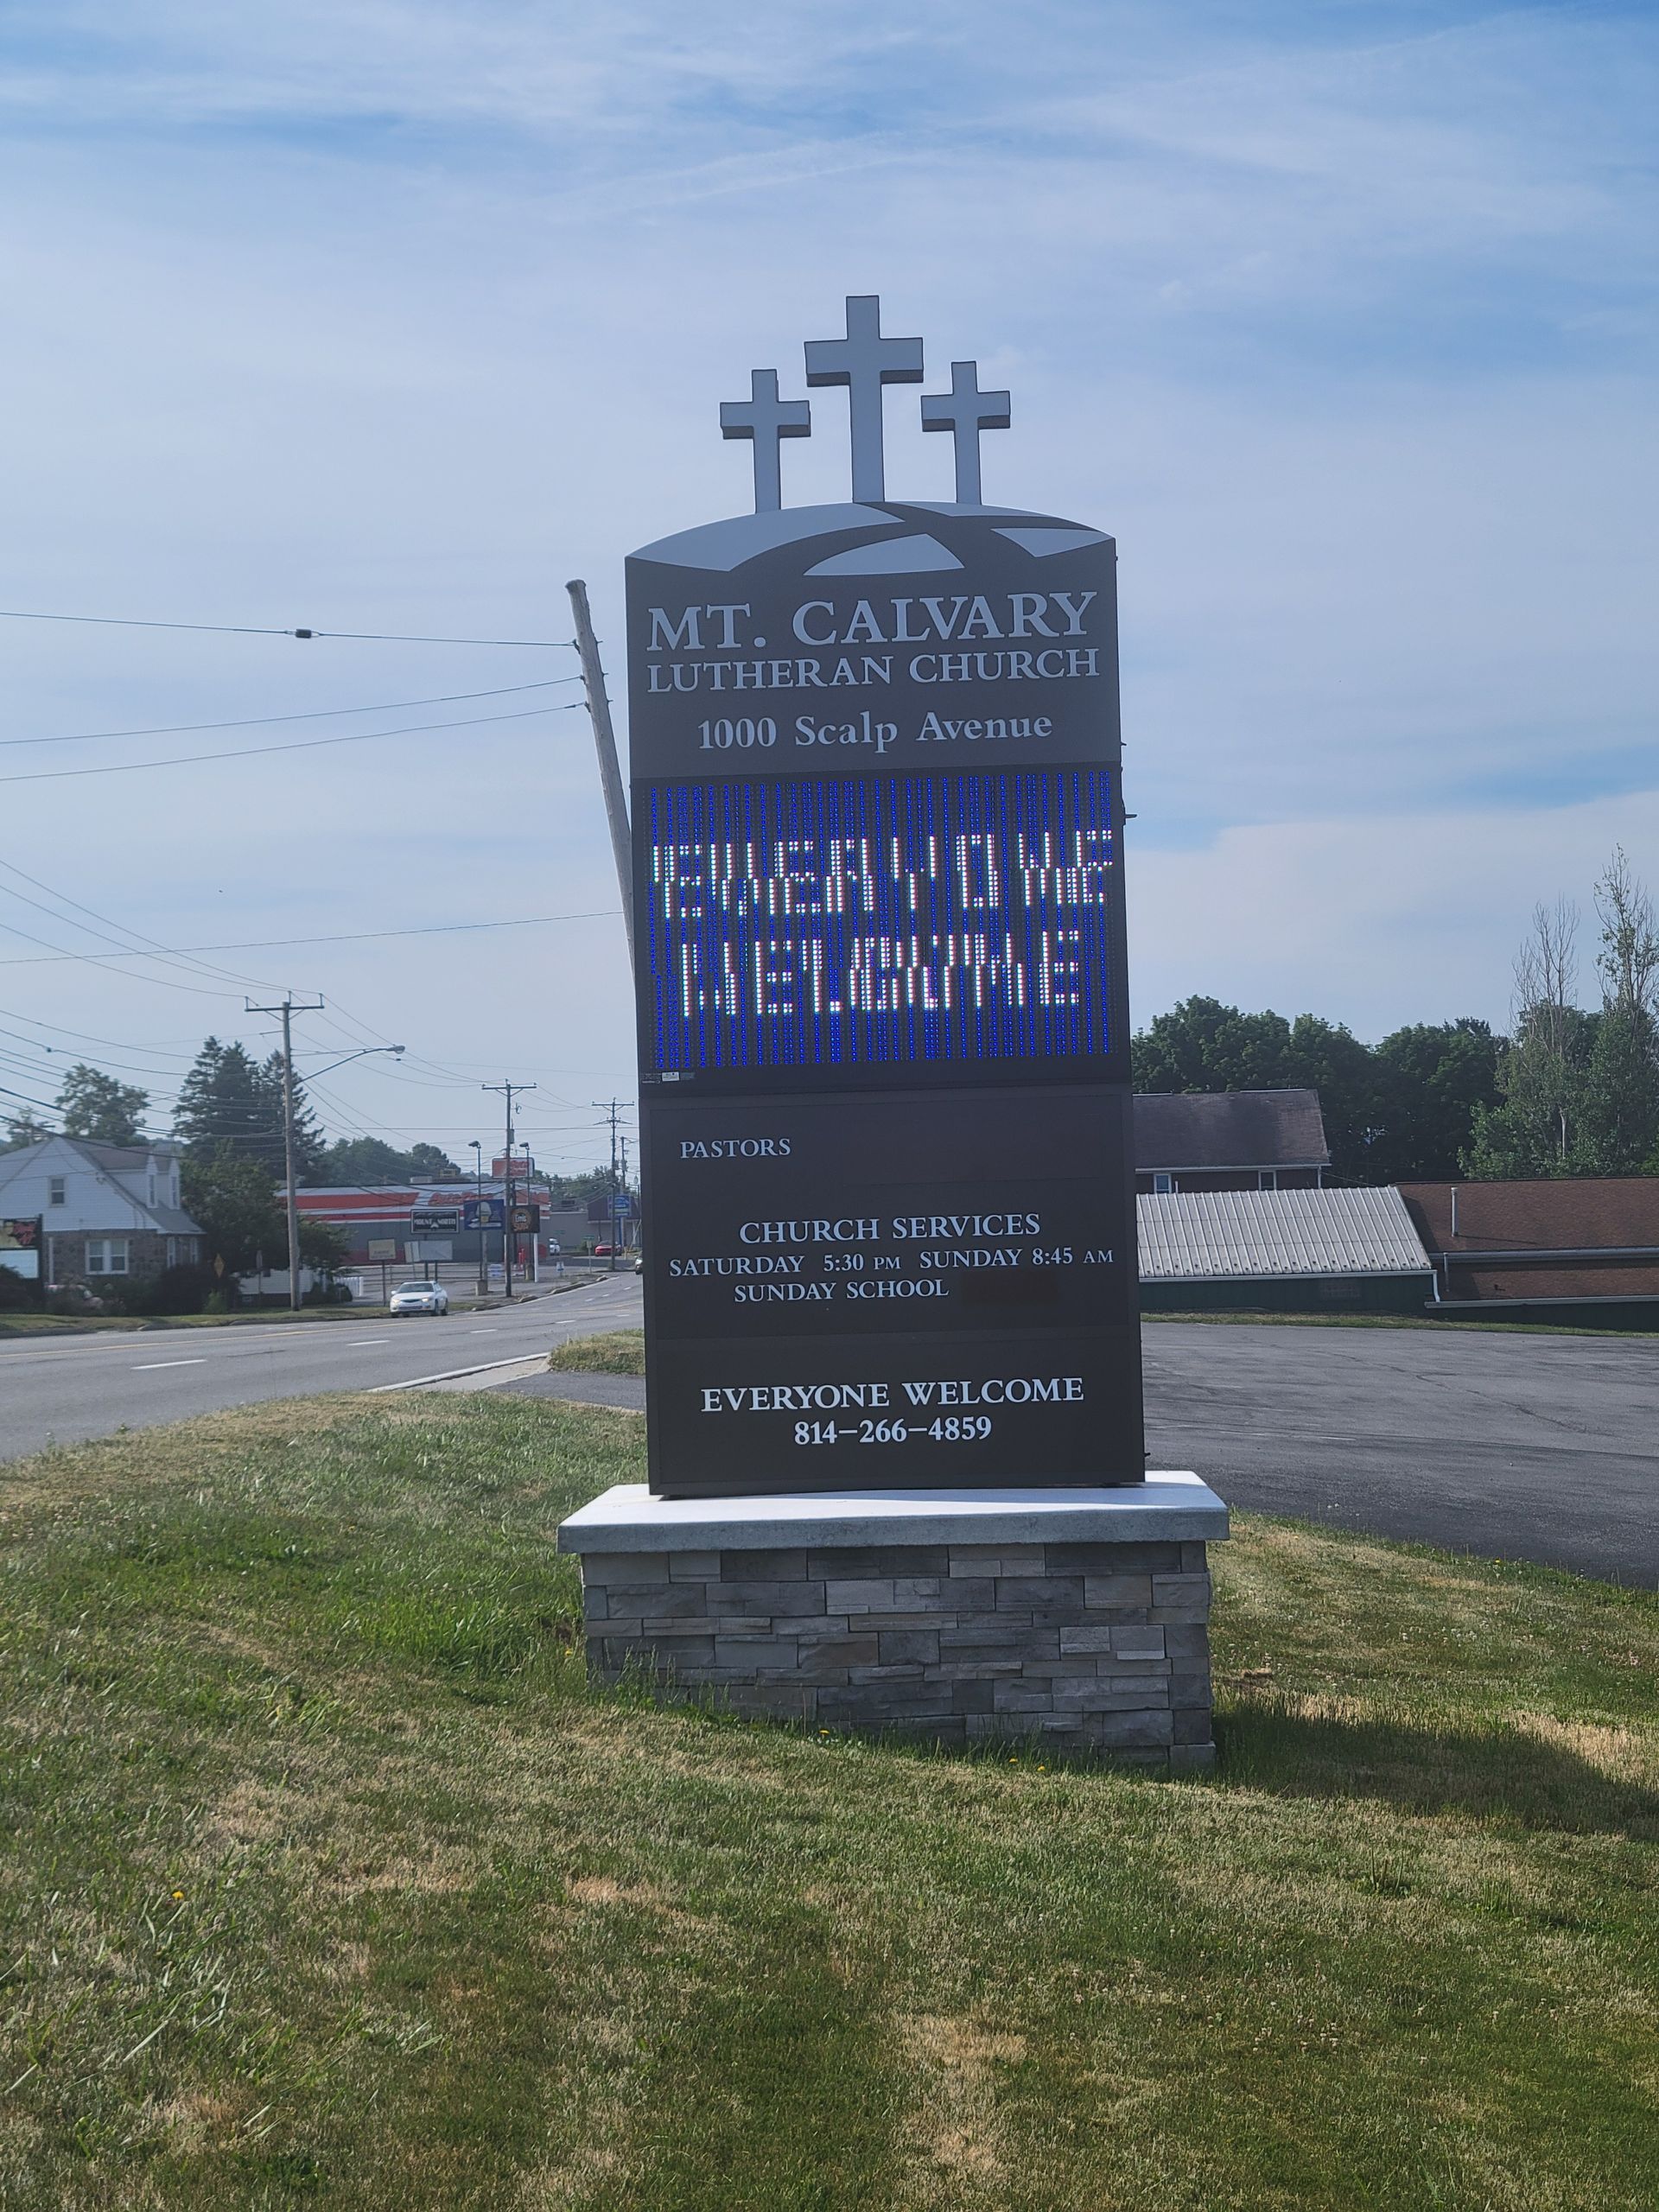 MT. CALVARY
LUTHERAN CHURCH
1000 Scalp Avenue
EVERYONE
WELCOME
PASTORS
CHURCH SERVICES
SATURDAY 5:30 PM SUNDAY 8:45 AM
SUNDAY SCHOOL
EVERYONE WELCOME
814-266-4859